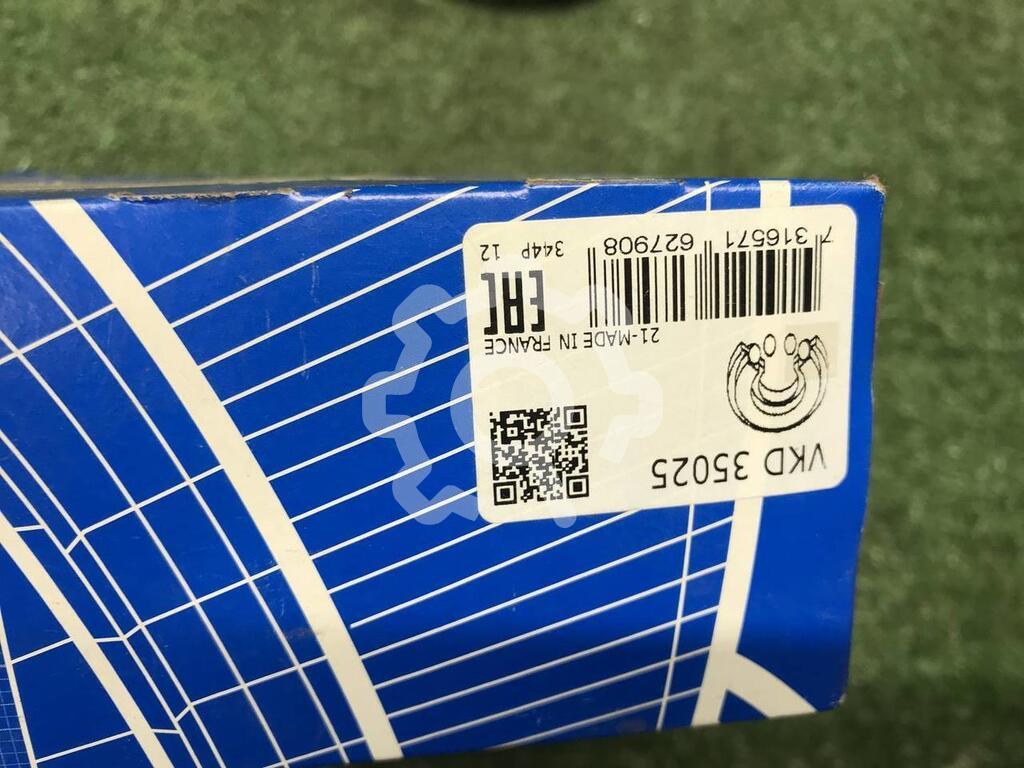 VKD 35025
21-MADE IN FRANCE
EAC
7 316571 627908
344P 12